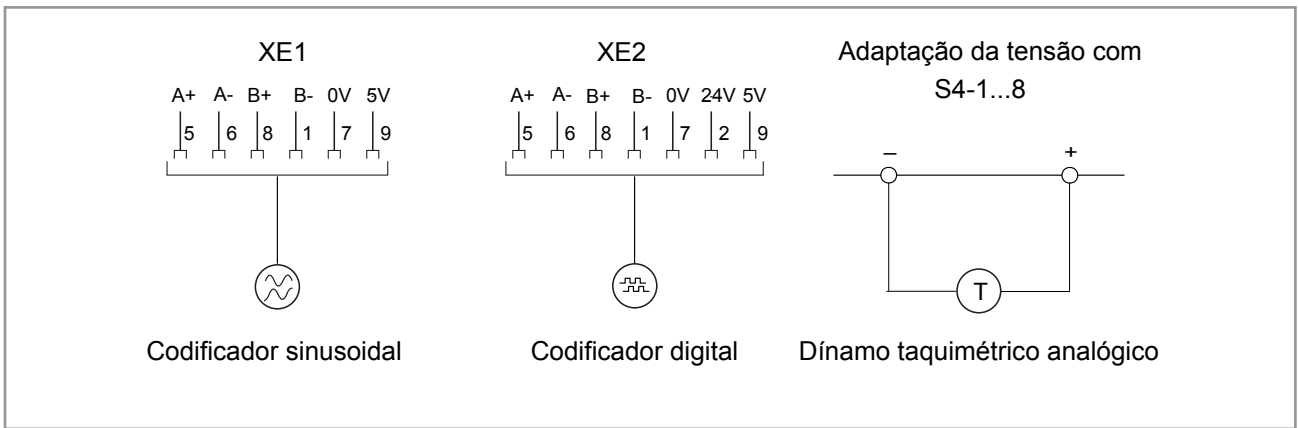 XE1
A+ A- B+ B- 0V 5V
5 6 8 1 7 9
Codificador sinusoidal
XE2
A+ A- B+ B- 0V 24V 5V
5 6 8 1 7 2 9
Codificador digital
Adaptação da tensão com
S4-1...8
– +
T
Dínamo taquimétrico analógico